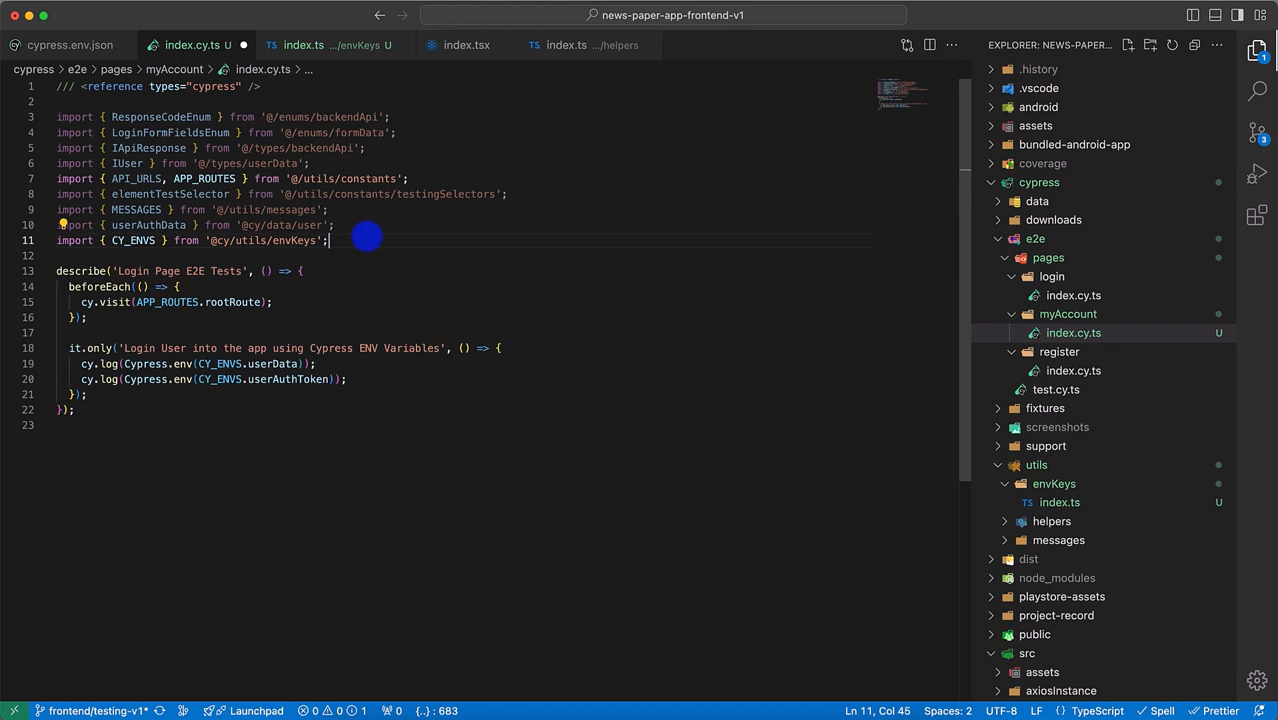 news-paper-app-frontend-v1
cypress.env.json
index.cy.ts U
index.ts .../envKeys U
index.tsx
index.ts .../helpers
EXPLORER: NEWS-PAPER...
cypress > e2e > pages > myAccount > index.cy.ts > ...
1 /// <reference types="cypress" />
2
3 import { ResponseCodeEnum } from '@/enums/backendApi';
4 import { LoginFormFieldsEnum } from '@/enums/formData';
5 import { IApiResponse } from '@/types/backendApi';
6 import { IUser } from '@/types/userData';
7 import { API_URLS, APP_ROUTES } from '@/utils/constants';
8 import { elementTestSelector } from '@/utils/constants/testingSelectors';
9 import { MESSAGES } from '@/utils/messages';
10 import { userAuthData } from '@cy/data/user';
11 import { CY_ENVS } from '@cy/utils/envKeys';
12
13 describe('Login Page E2E Tests', () => {
14 beforeEach(() => {
15 cy.visit(APP_ROUTES.rootRoute);
16 });
17
18 it.only('Login User into the app using Cypress ENV Variables', () => {
19 cy.log(Cypress.env(CY_ENVS.userData));
20 cy.log(Cypress.env(CY_ENVS.userAuthToken));
21 });
22 });
23
.history
.vscode
android
assets
bundled-android-app
coverage
cypress
data
downloads
e2e
pages
login
index.cy.ts
myAccount
index.cy.ts U
register
index.cy.ts
test.cy.ts
fixtures
screenshots
support
utils
envKeys
TS index.ts U
helpers
messages
dist
node_modules
playstore-assets
project-record
public
src
assets
axiosInstance
1
3
frontend/testing-v1*
Launchpad
0 0 1
0
{..} : 683
Ln 11, Col 45
Spaces: 2
UTF-8
LF
{} TypeScript
Spell
Prettier